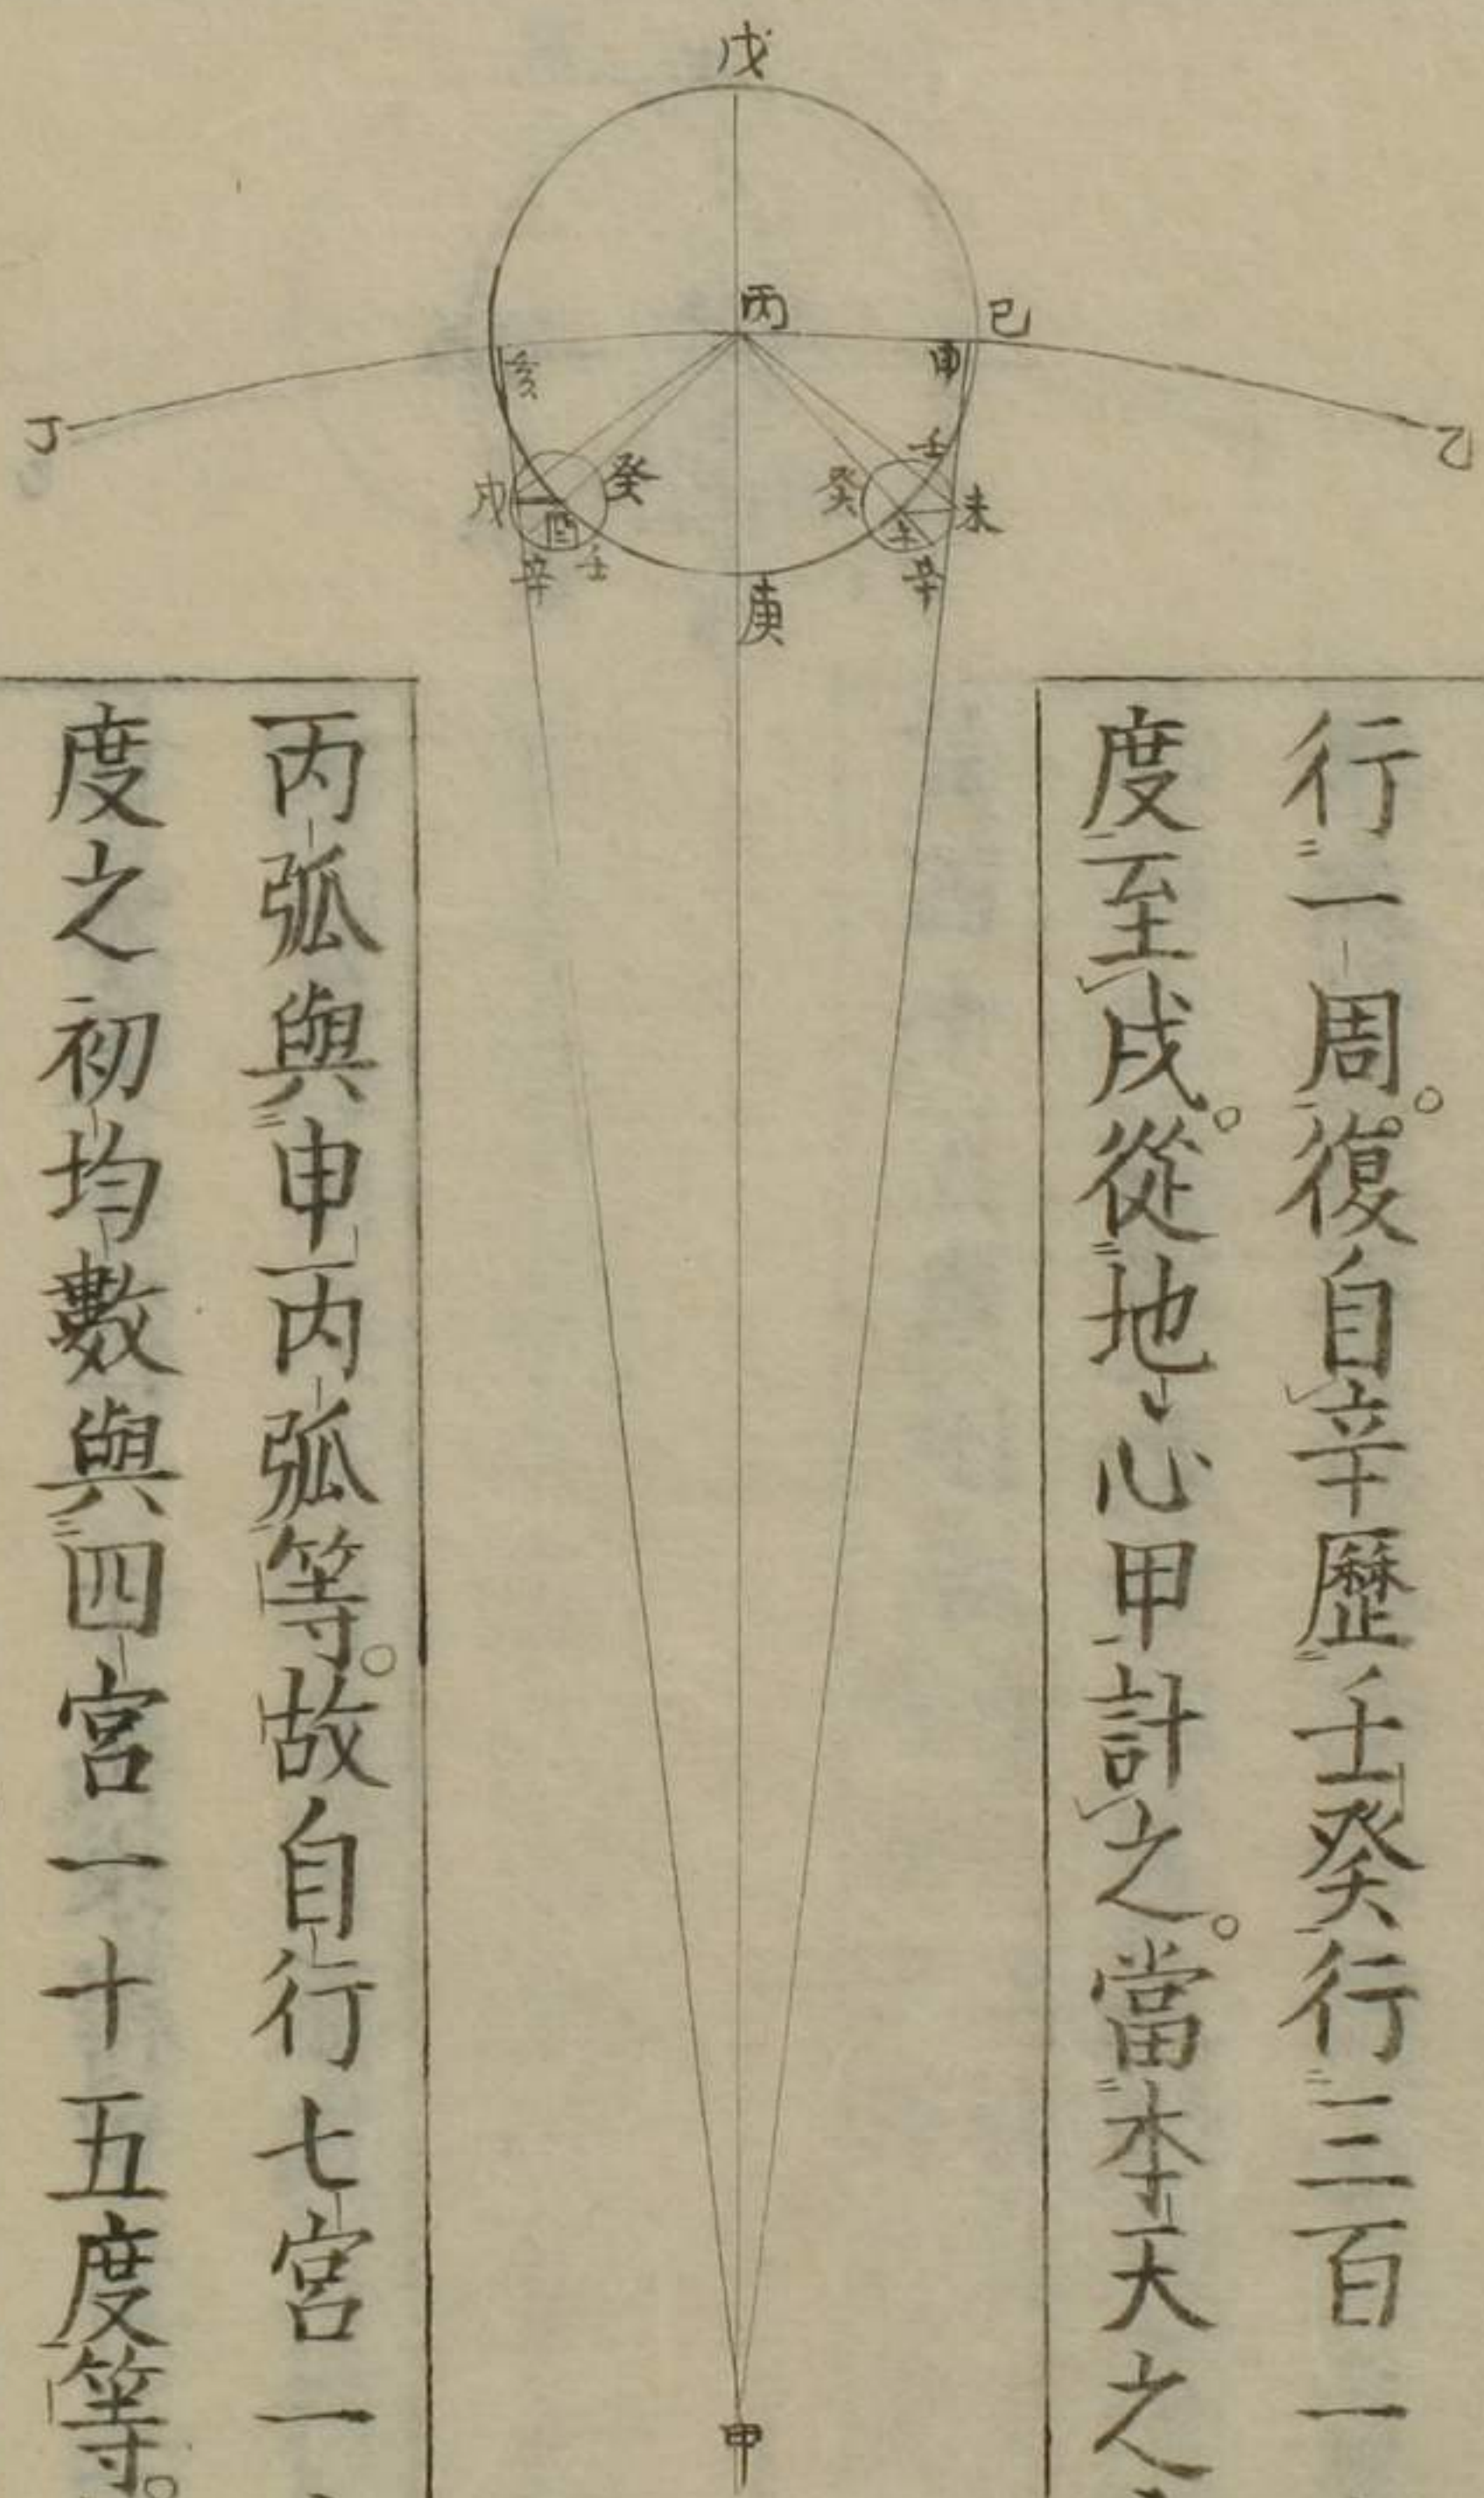 戊
丙
己
丁
亥
申
乙
壬
戌
癸
癸
未
酉
午
辛
壬
辛
庚
甲
行一周。復自辛歷壬癸行三百一
度至戌。從地心甲計之。當本天之
丙弧與申丙弧等。故自行七宮一
度之初均數與四宮一十五度等。